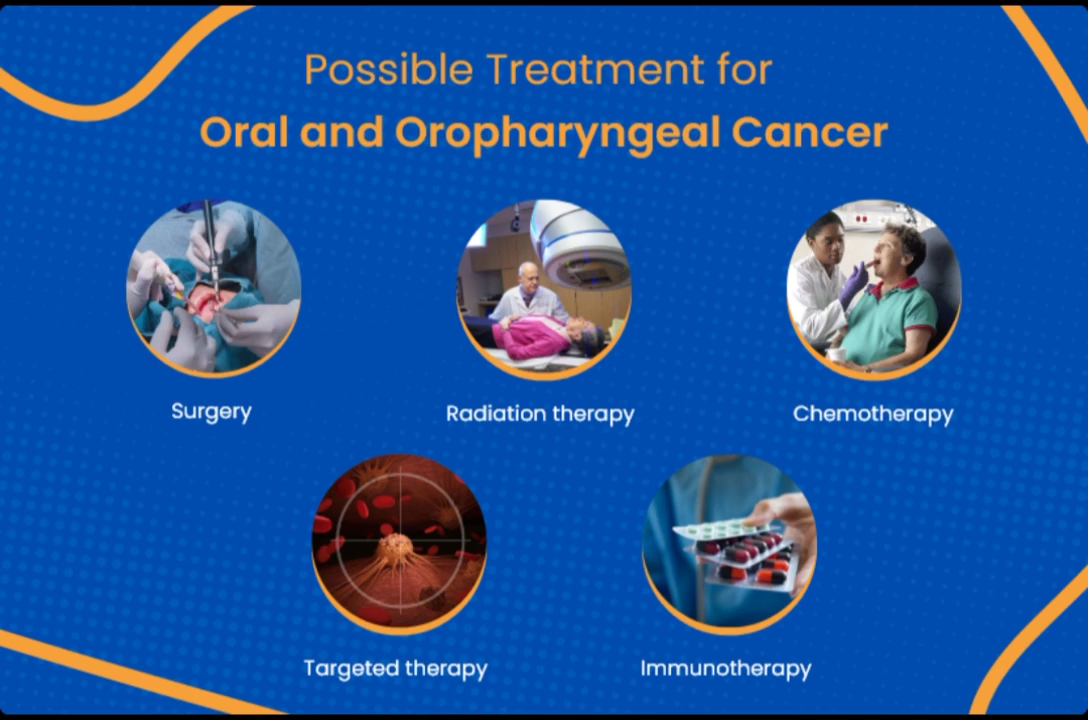 Possible Treatment for
Oral and Oropharyngeal Cancer
Surgery
Radiation therapy
Chemotherapy
Targeted therapy
Immunotherapy